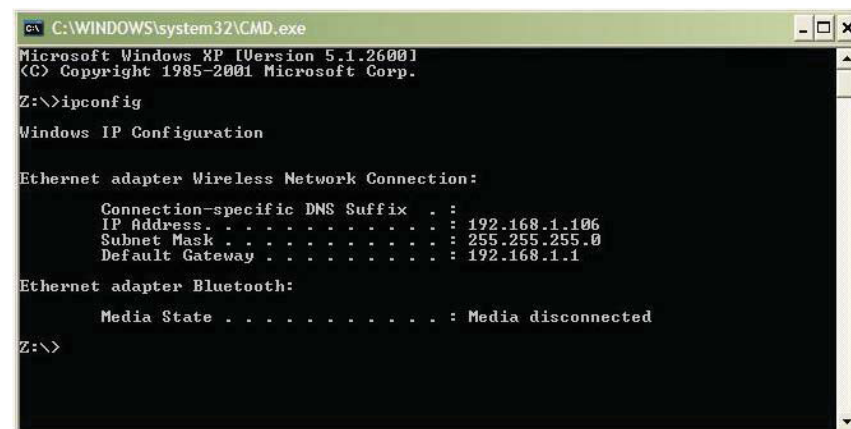 C:\WINDOWS\system32\CMD.exe
Microsoft Windows XP [Version 5.1.2600]
(C) Copyright 1985-2001 Microsoft Corp.
Z:\>ipconfig
Windows IP Configuration
Ethernet adapter Wireless Network Connection:
Connection-specific DNS Suffix . :
IP Address. . . . . . . . . . . . : 192.168.1.106
Subnet Mask . . . . . . . . . . . : 255.255.255.0
Default Gateway . . . . . . . . . : 192.168.1.1
Ethernet adapter Bluetooth:
Media State . . . . . . . . . . . : Media disconnected
Z:\>